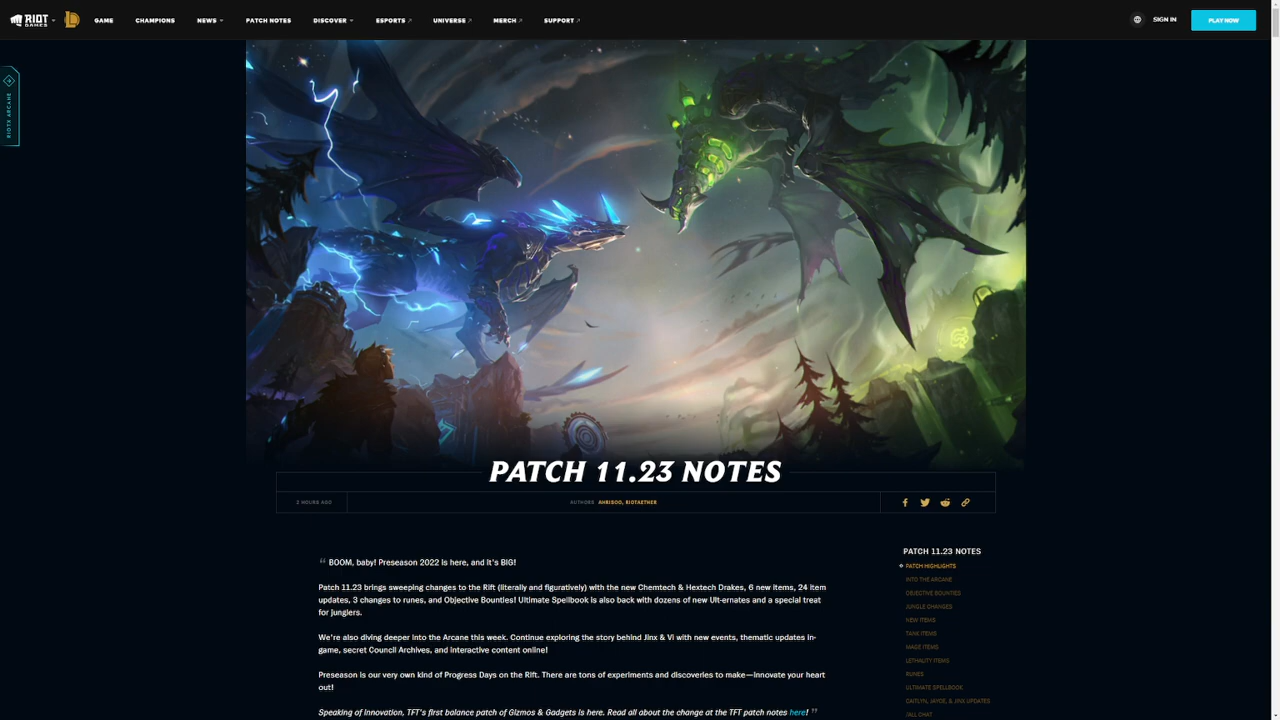 RIOT GAMES
GAME
CHAMPIONS
NEWS
PATCH NOTES
DISCOVER
ESPORTS
UNIVERSE
MERCH
SUPPORT
SIGN IN
PLAY NOW
RIOTX ARCANE
PATCH 11.23 NOTES
2 HOURS AGO
AUTHORS AHRISOO, RIOTAETHER
“ BOOM, baby! Preseason 2022 is here, and it's BIG!
Patch 11.23 brings sweeping changes to the Rift (literally and figuratively) with the new Chemtech & Hextech Drakes, 6 new items, 24 item
updates, 3 changes to runes, and Objective Bounties! Ultimate Spellbook is also back with dozens of new Ult-ernates and a special treat
for junglers.
We're also diving deeper into the Arcane this week. Continue exploring the story behind Jinx & Vi with new events, thematic updates in-
game, secret Council Archives, and interactive content online!
Preseason is our very own kind of Progress Days on the Rift. There are tons of experiments and discoveries to make—innovate your heart
out!
Speaking of innovation, TFT's first balance patch of Gizmos & Gadgets is here. Read all about the change at the TFT patch notes here! ”
PATCH 11.23 NOTES
PATCH HIGHLIGHTS
INTO THE ARCANE
OBJECTIVE BOUNTIES
JUNGLE CHANGES
NEW ITEMS
TANK ITEMS
MAGE ITEMS
LETHALITY ITEMS
RUNES
ULTIMATE SPELLBOOK
CAITLYN, JAYCE, & JINX UPDATES
/ALL CHAT